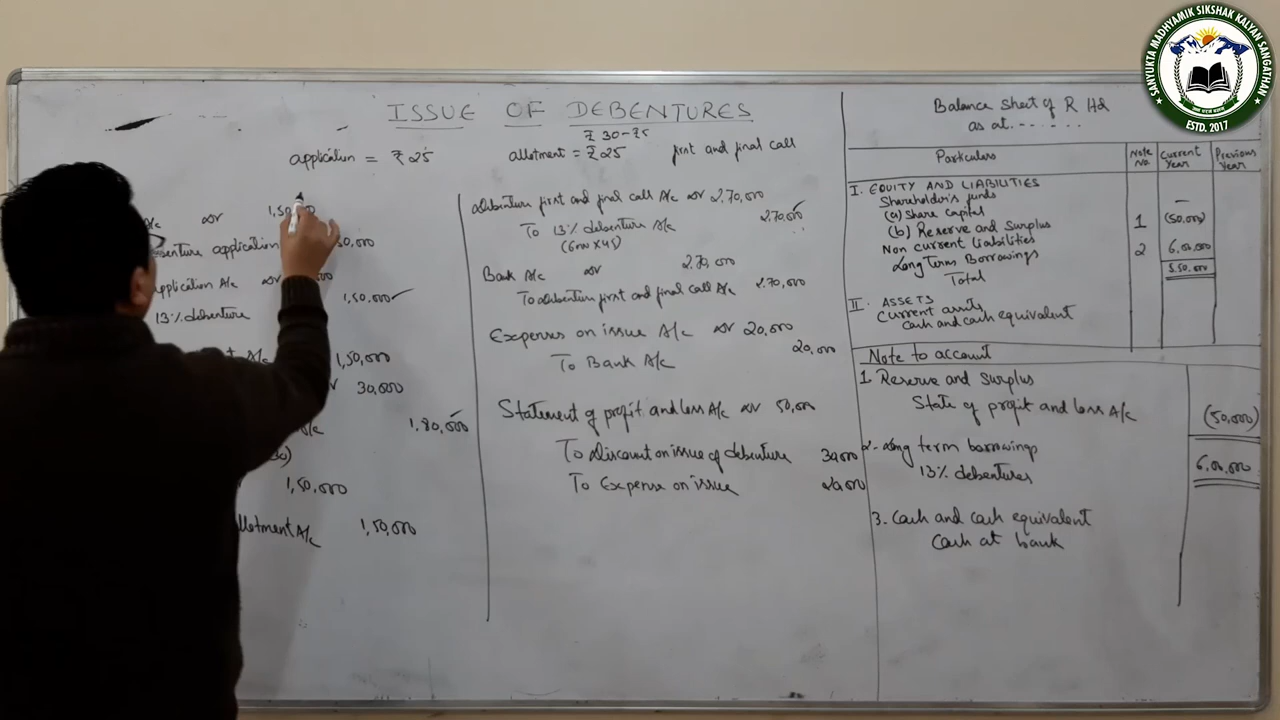 SANYUKTA MADHYAMIK SIKSHAK KALYAN SANGATHAN
ESTD. 2017
ISSUE OF DEBENTURES
₹ 30-₹5
application = ₹25 allotment = ₹25 first and final call
A/c Dr
debenture application 
application A/c Dr
1,50,000
13% debenture
A/c 1,50,000
30,000
A/c 1,80,000
1,50,000
allotment A/c 1,50,000
debenture first and final call A/c Dr 2,70,000
To 13% debenture A/c 2,70,000
(6000 X 45)
Bank A/c Dr 2,70,000
To debenture first and final call A/c 2,70,000
Expenses on issue A/c Dr 20,000
To Bank A/c 20,000
Statement of profit and loss A/c Dr 50,000
To discount on issue of debenture 30,000
To Expense on issue 20,000
Balance sheet of R ltd
as at.------
Particulars Note No. Current Year Previous Year
I. EQUITY AND LIABILITIES
Shareholder's funds
(a) Share Capital -
(b) Reserve and Surplus 1 (50,000)
Non current Liabilities
Long Term Borrowings 2 6,00,000
Total 5,50,000
II. ASSETS
Current assets
Cash and cash equivalent
Note to account
1. Reserve and Surplus
State of profit and loss A/c (50,000)
2- Long term borrowings
13% debentures 6,00,000
3. Cash and cash equivalent
Cash at bank